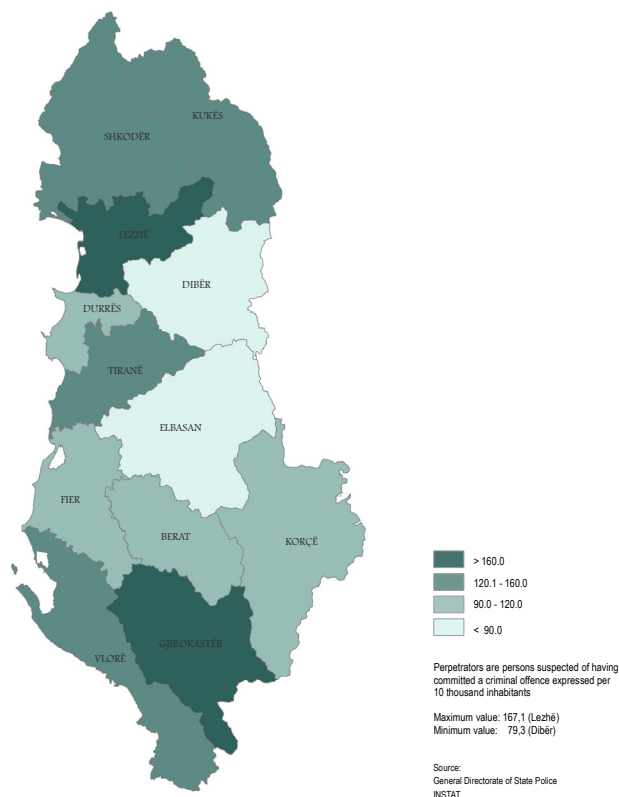 KUKËS
SHKODËR
LEZHË
DIBËR
DURRËS
TIRANË
ELBASAN
FIER
BERAT
KORÇË
GJIROKASTËR
VLORË
> 160.0
120.1 - 160.0
90.0 - 120.0
< 90.0
Perpetrators are persons suspected of having
committed a criminal offence expressed per
10 thousand inhabitants
Maximum value: 167,1 (Lezhë)
Minimum value: 79,3 (Dibër)
Source:
General Directorate of State Police
INSTAT